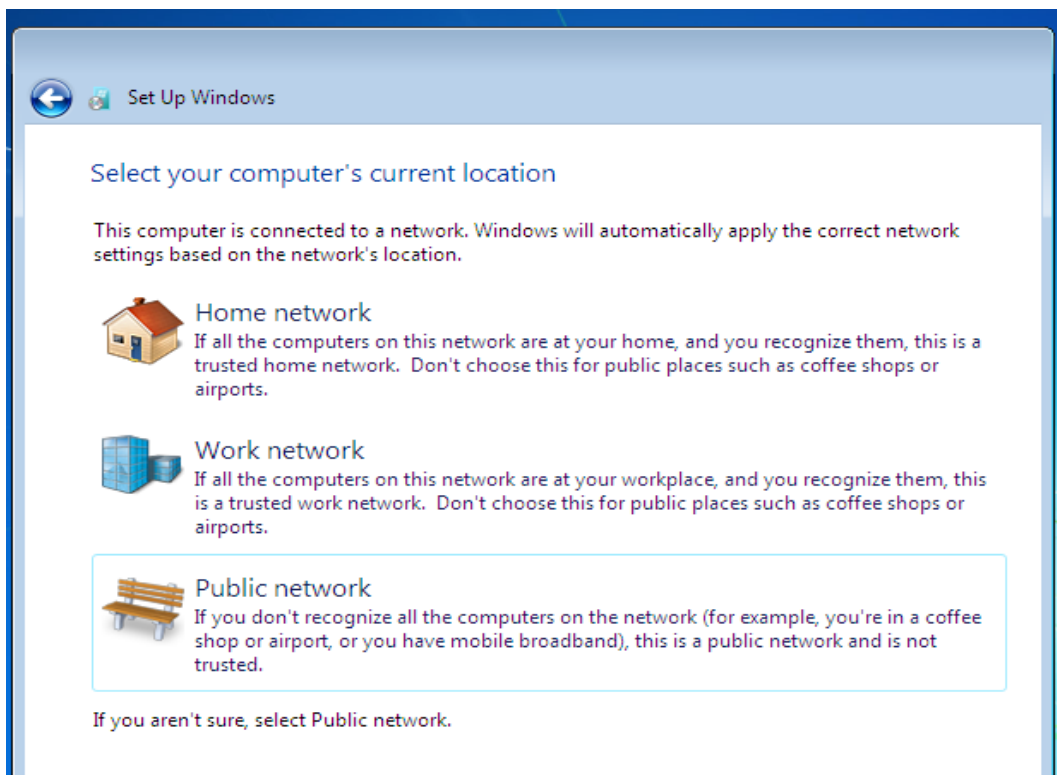 Set Up Windows
Select your computer's current location
This computer is connected to a network. Windows will automatically apply the correct network
settings based on the network's location.
Home network
If all the computers on this network are at your home, and you recognize them, this is a
trusted home network.  Don't choose this for public places such as coffee shops or
airports.
Work network
If all the computers on this network are at your workplace, and you recognize them, this
is a trusted work network.  Don't choose this for public places such as coffee shops or
airports.
Public network
If you don't recognize all the computers on the network (for example, you're in a coffee
shop or airport, or you have mobile broadband), this is a public network and is not
trusted.
If you aren't sure, select Public network.